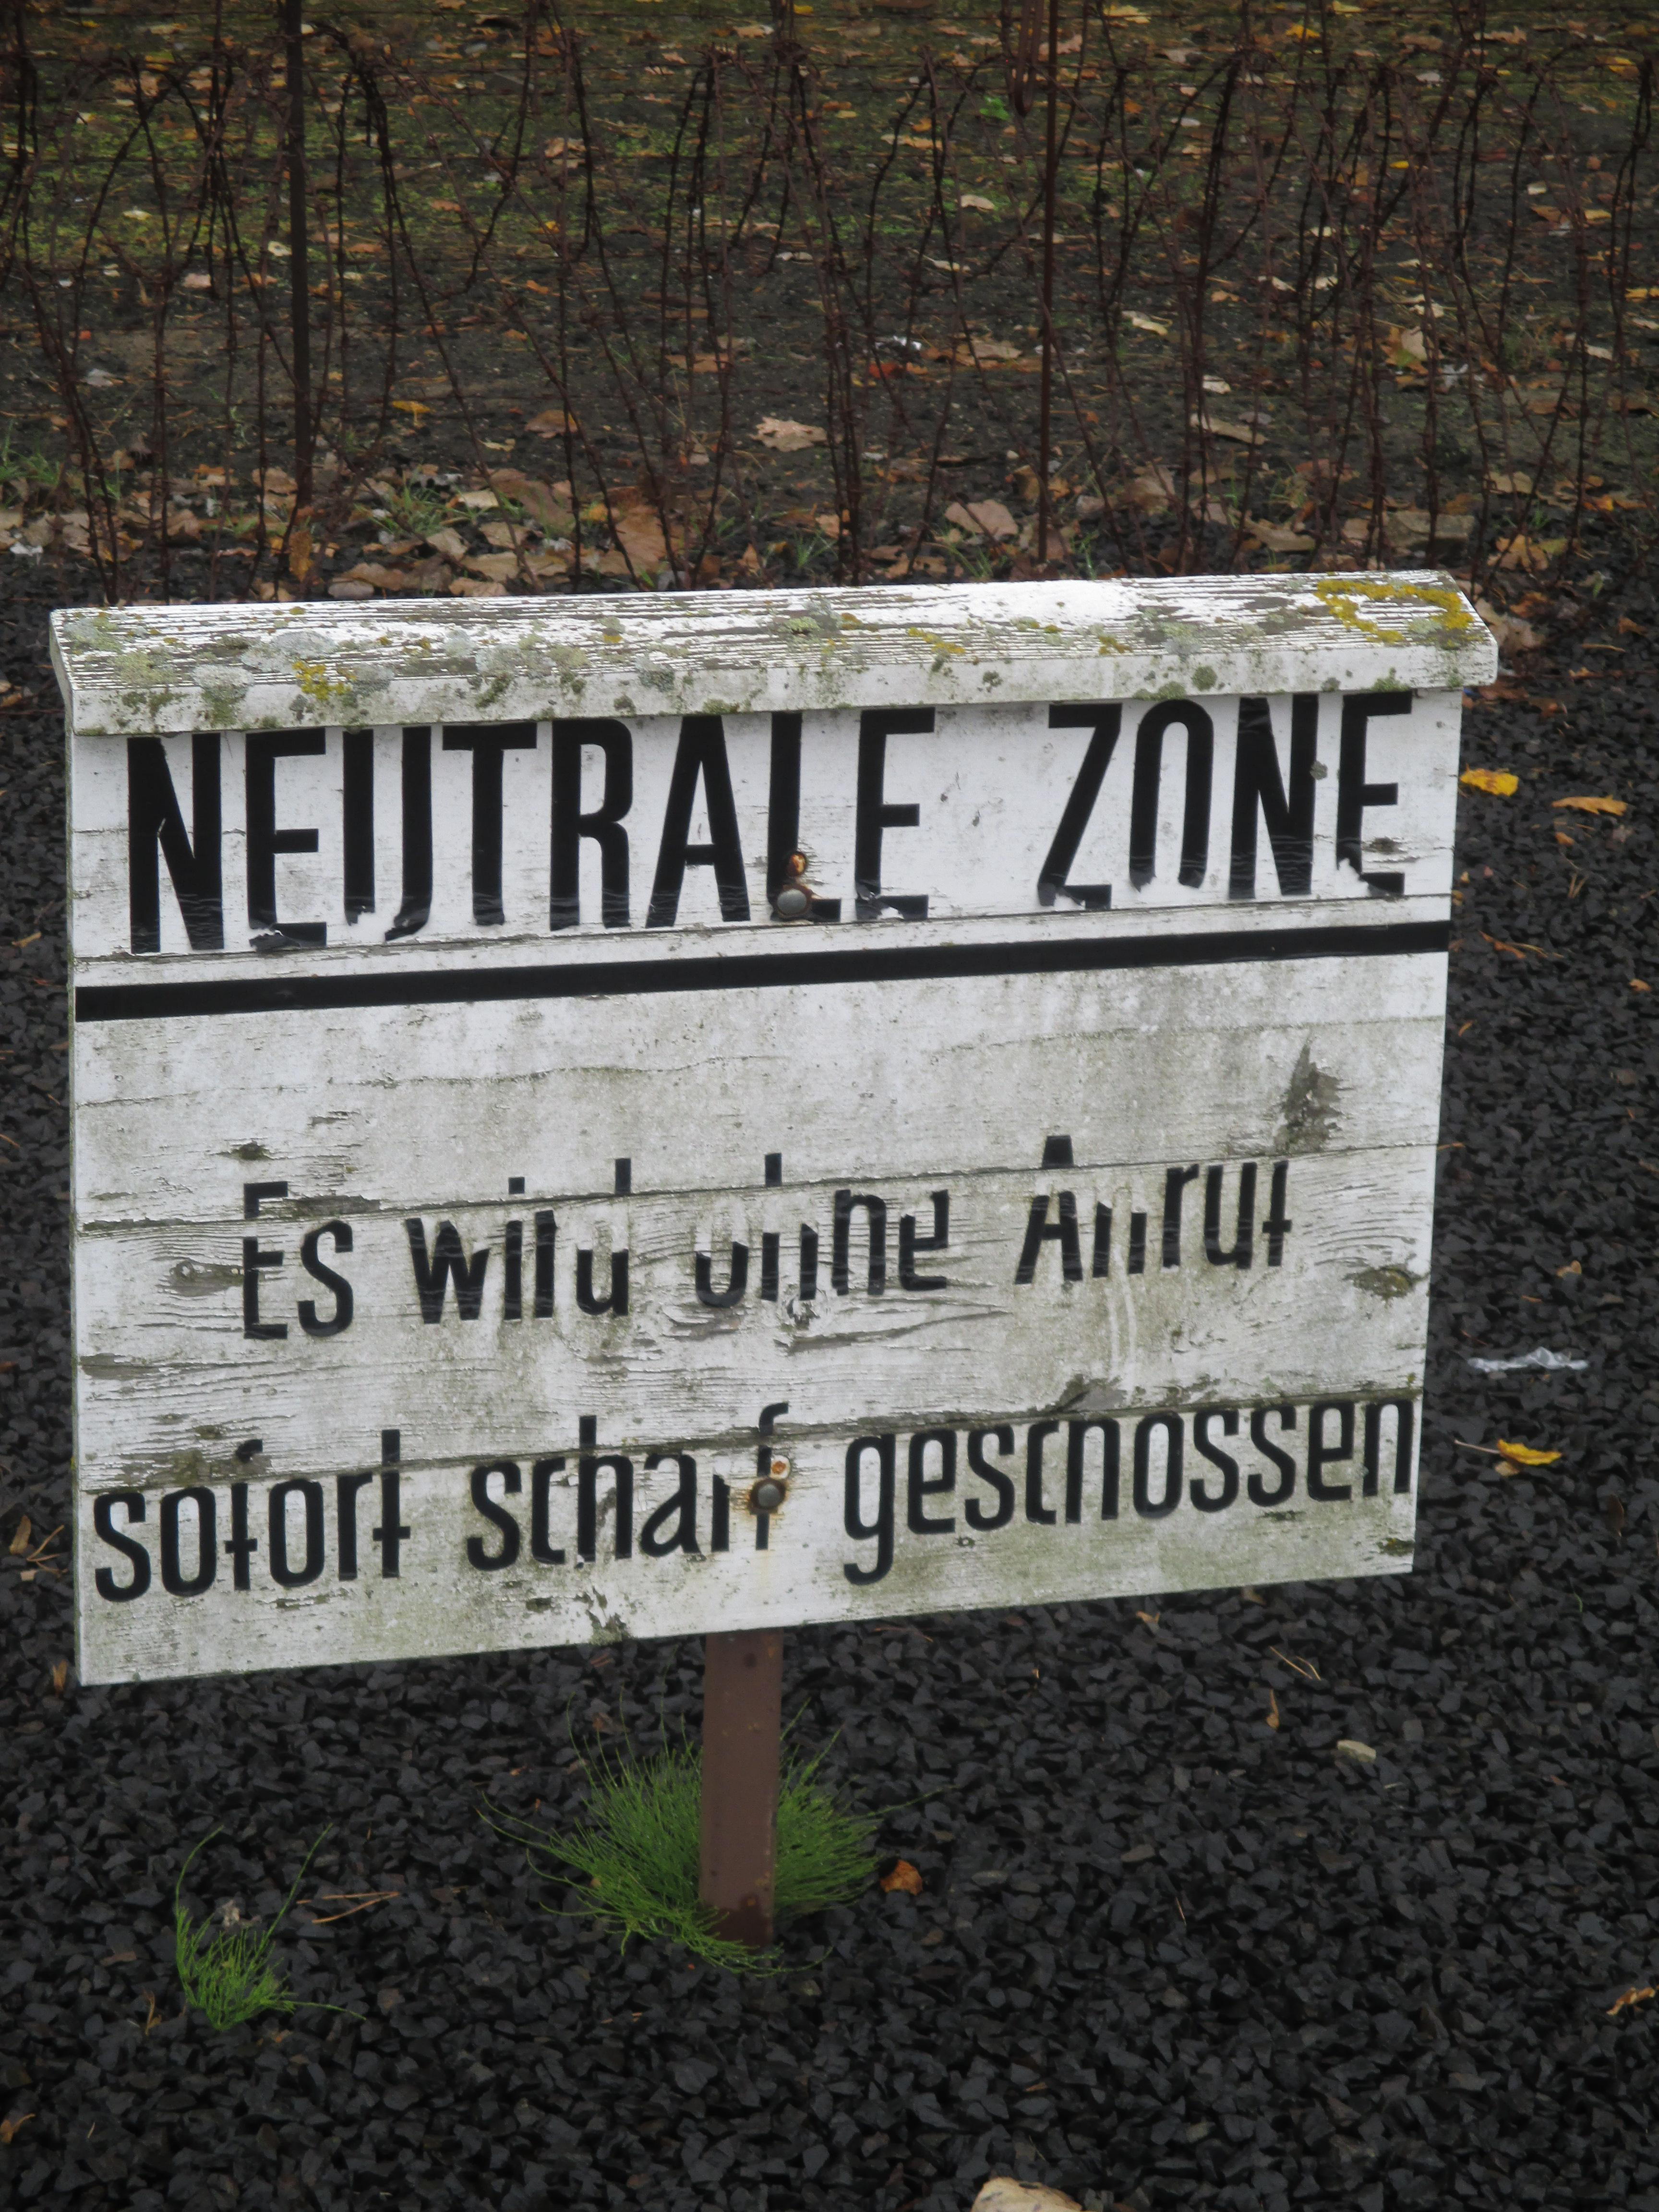 NEUTRALE ZONE
Es wird ohne Anruf
sofort scharf geschossen